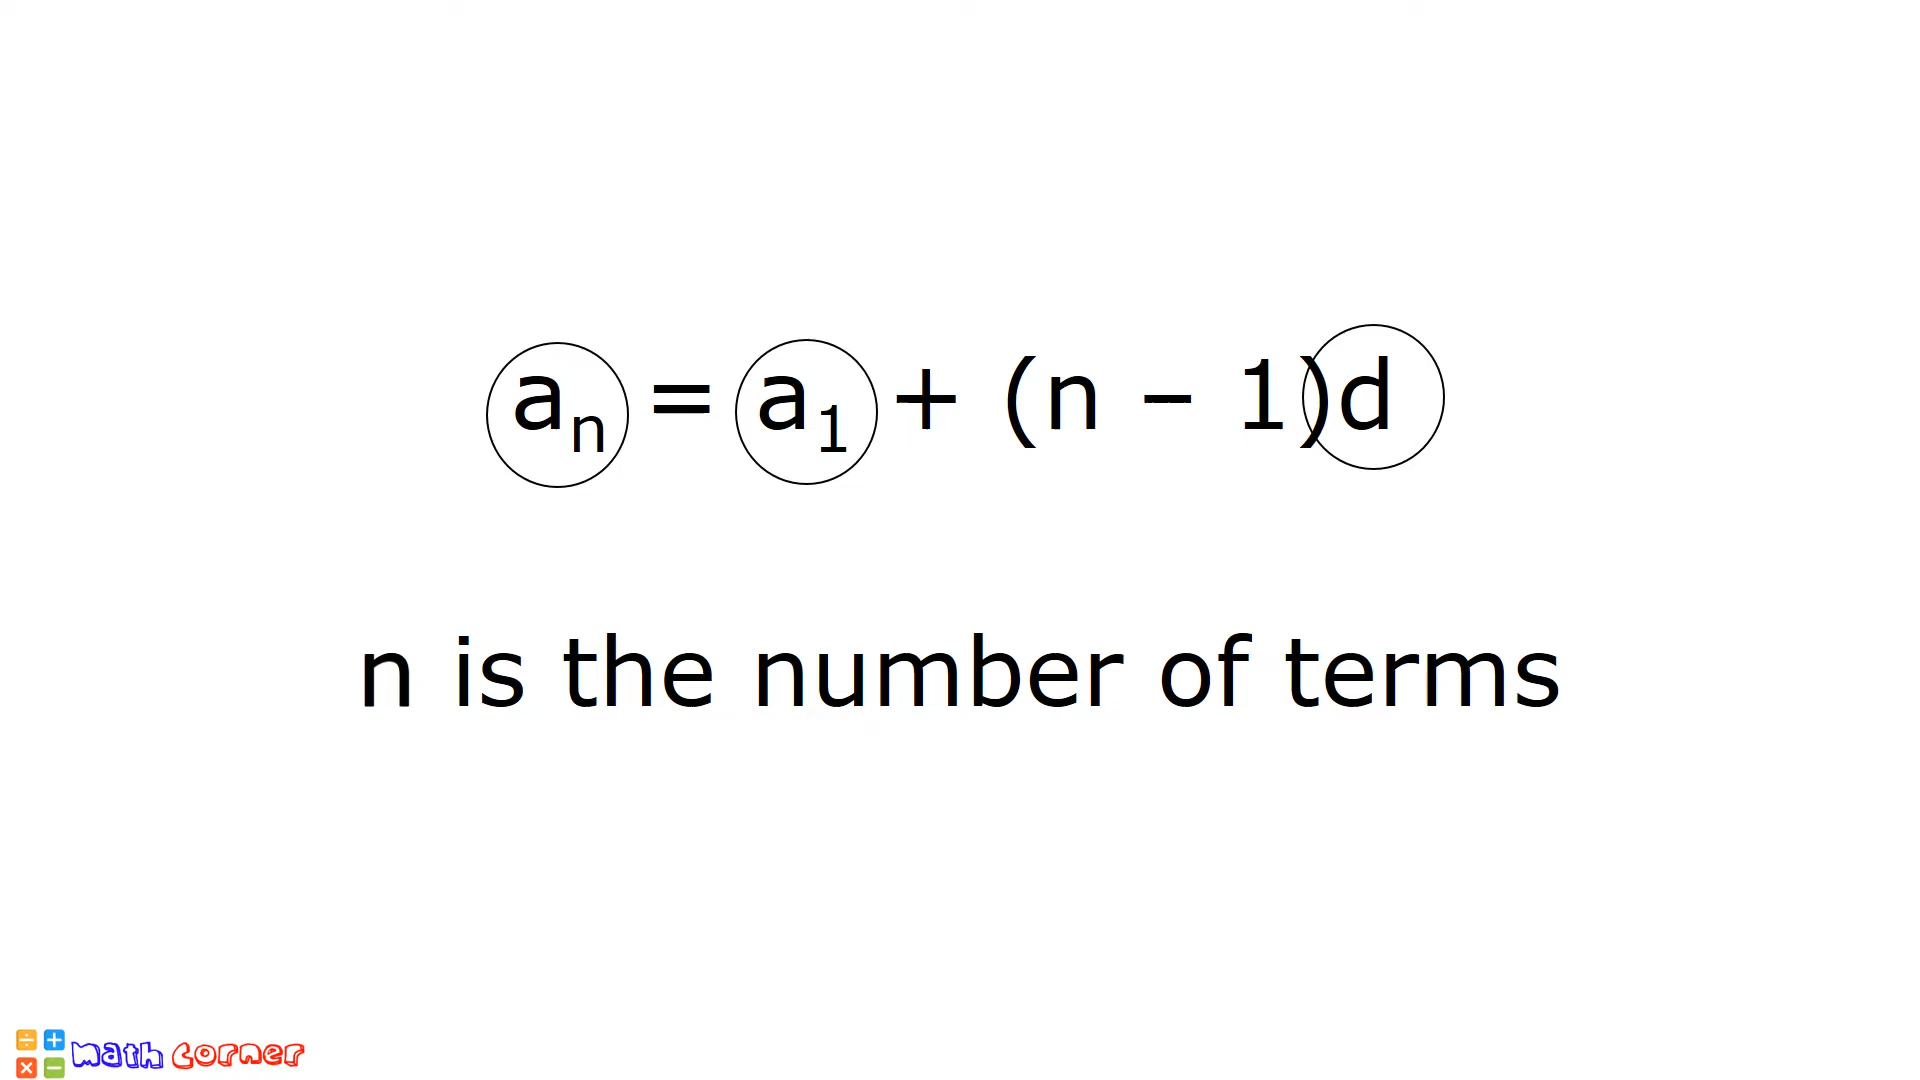 aₙ = a₁ + (n – 1)d
n is the number of terms
math corner